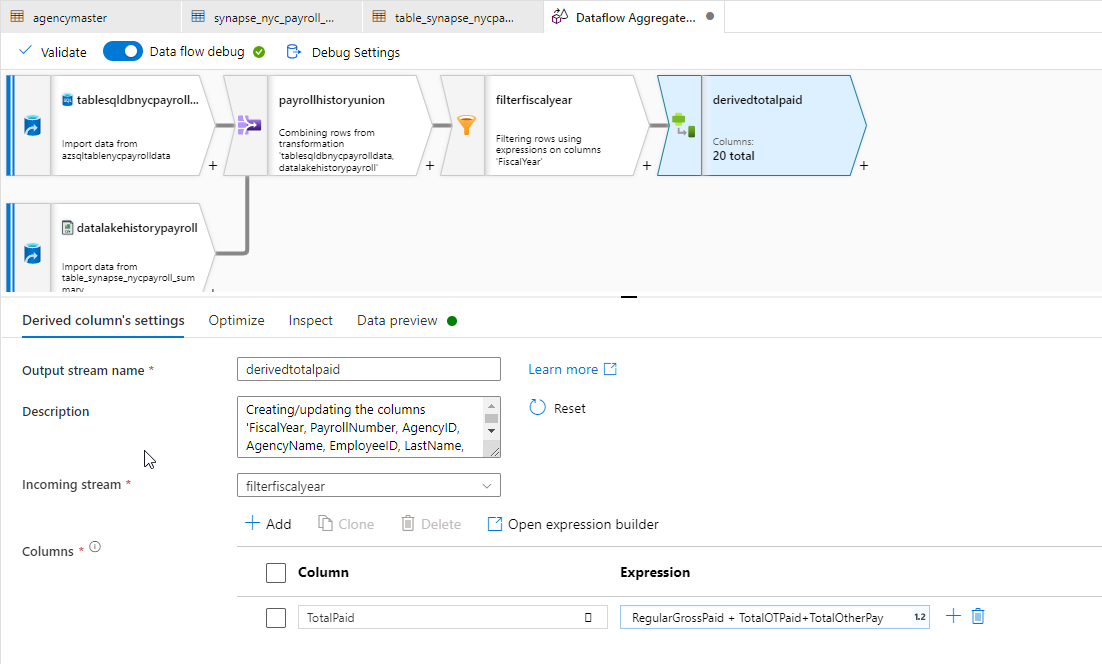 agencymaster
synapse_nyc_payroll_...
table_synapse_nycpa...
Dataflow Aggregate...
Validate
Data flow debug
Debug Settings
tablesqldbnycpayroll...
Import data from
azsqltablenycpayrolldata
+
payrollhistoryunion
Combining rows from
transformation
'tablesqldbnycpayrolldata,
datalakehistorypayroll'
+
filterfiscalyear
Filtering rows using
expressions on columns
'FiscalYear'
+
derivedtotalpaid
Columns:
20 total
+
datalakehistorypayroll
Import data from
table_synapse_nycpayroll_sum
mary
Derived column's settings
Optimize
Inspect
Data preview
Output stream name *
derivedtotalpaid
Learn more
Description
Creating/updating the columns
'FiscalYear, PayrollNumber, AgencyID,
AgencyName, EmployeeID, LastName,
Reset
Incoming stream *
filterfiscalyear
Add
Clone
Delete
Open expression builder
Columns *
Column
Expression
TotalPaid
RegularGrossPaid + TotalOTPaid+TotalOtherPay
1.2